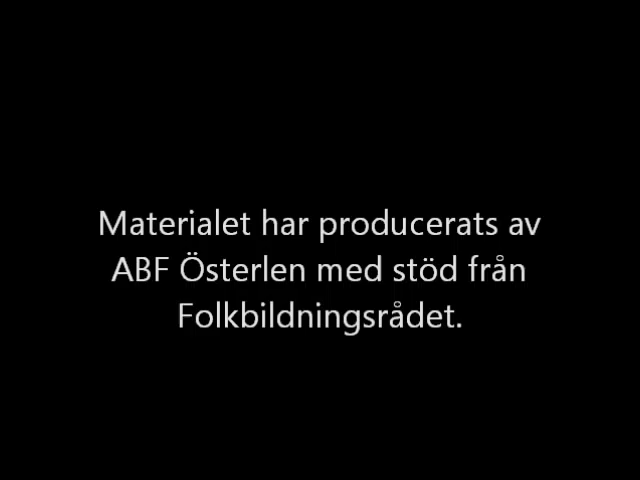 Materialet har producerats av
ABF Österlen med stöd från
Folkbildningsrådet.